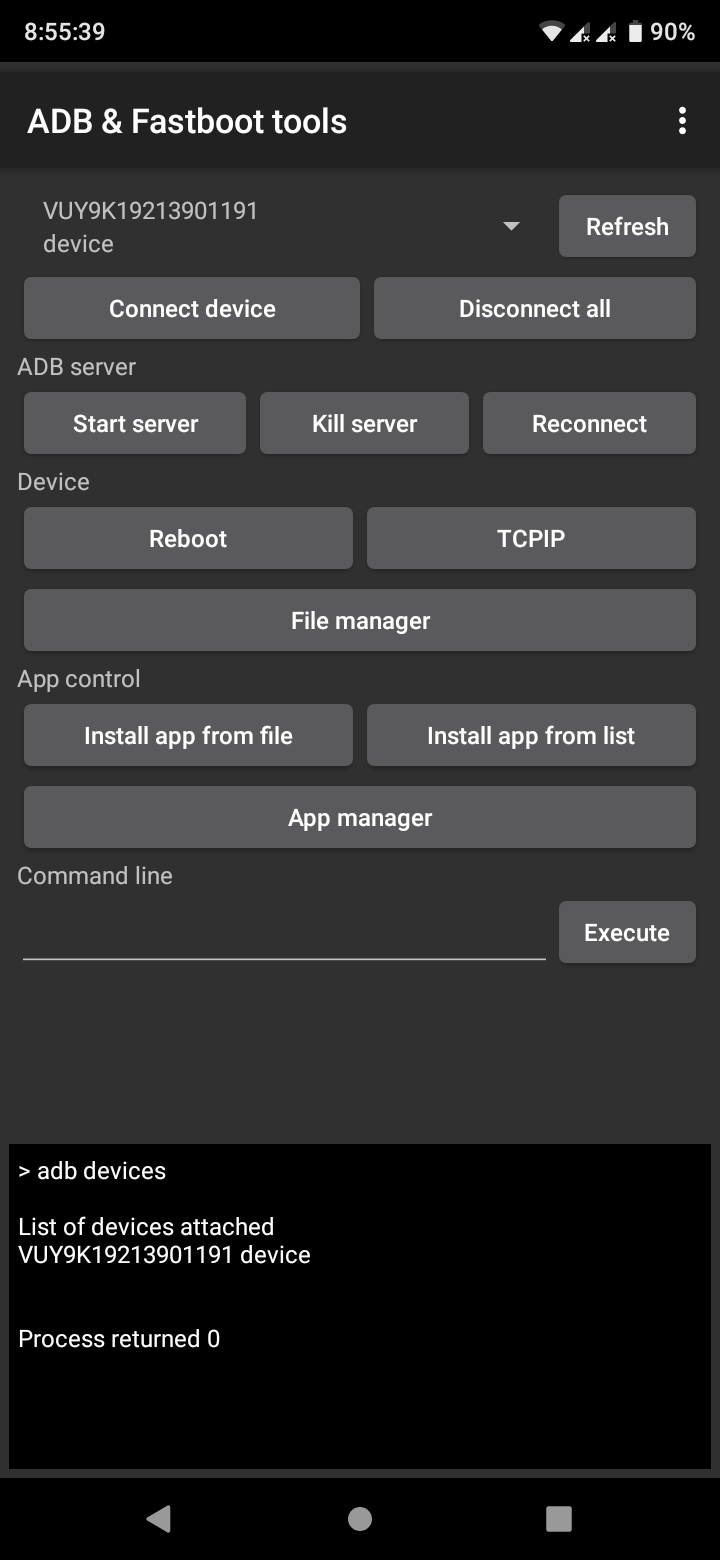 8:55:39 90%
ADB & Fastboot tools
VUY9K19213901191
device
Refresh
Connect device Disconnect all
ADB server
Start server Kill server Reconnect
Device
Reboot TCPIP
File manager
App control
Install app from file Install app from list
App manager
Command line
Execute
> adb devices
List of devices attached
VUY9K19213901191 device
Process returned 0